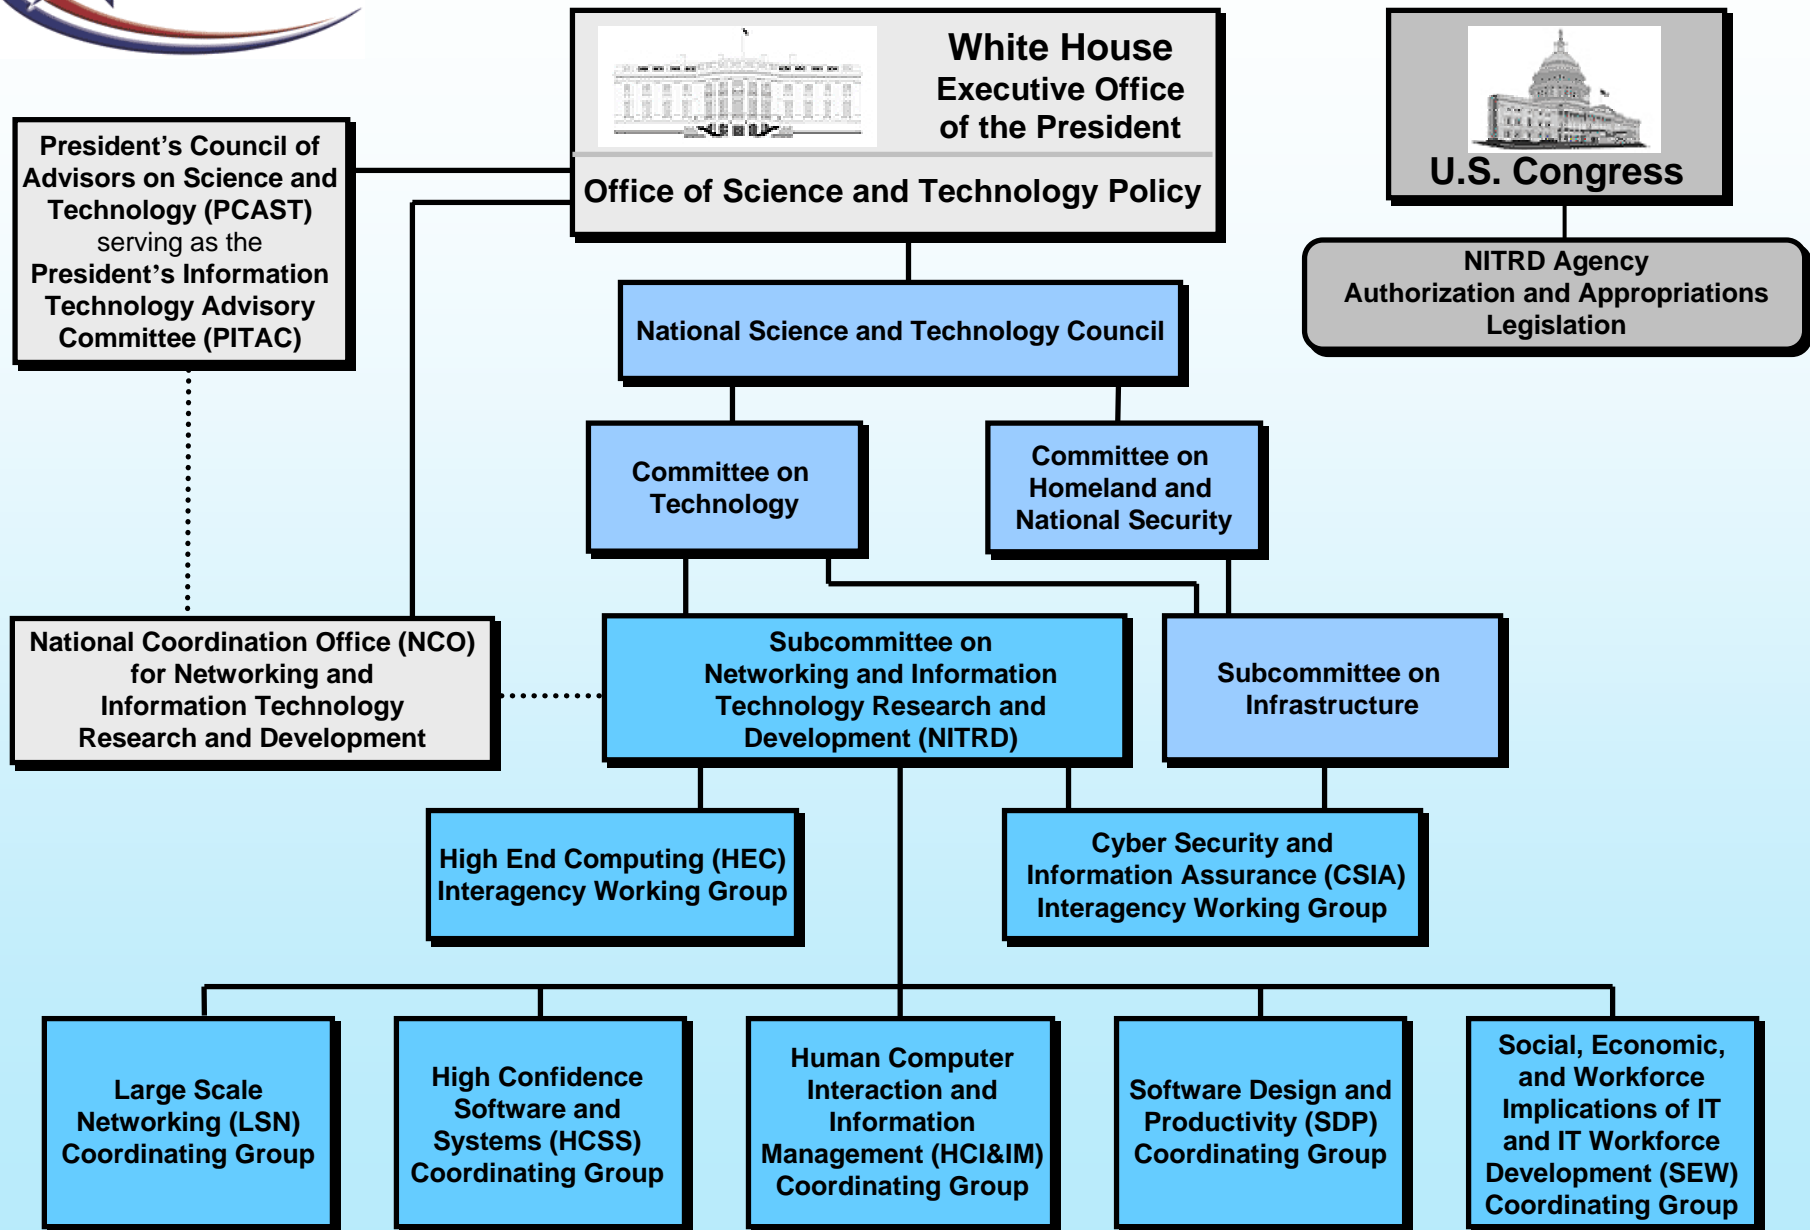 White House
Executive Office
of the President
Office of Science and Technology Policy
U.S. Congress
NITRD Agency
Authorization and Appropriations
Legislation
President’s Council of
Advisors on Science and
Technology (PCAST)
serving as the
President’s Information
Technology Advisory
Committee (PITAC)
National Science and Technology Council
Committee on
Technology
Committee on
Homeland and
National Security
National Coordination Office (NCO)
for Networking and
Information Technology
Research and Development
Subcommittee on
Networking and Information
Technology Research and
Development (NITRD)
Subcommittee on
Infrastructure
High End Computing (HEC)
Interagency Working Group
Cyber Security and
Information Assurance (CSIA)
Interagency Working Group
Large Scale
Networking (LSN)
Coordinating Group
High Confidence
Software and
Systems (HCSS)
Coordinating Group
Human Computer
Interaction and
Information
Management (HCI&IM)
Coordinating Group
Software Design and
Productivity (SDP)
Coordinating Group
Social, Economic,
and Workforce
Implications of IT
and IT Workforce
Development (SEW)
Coordinating Group